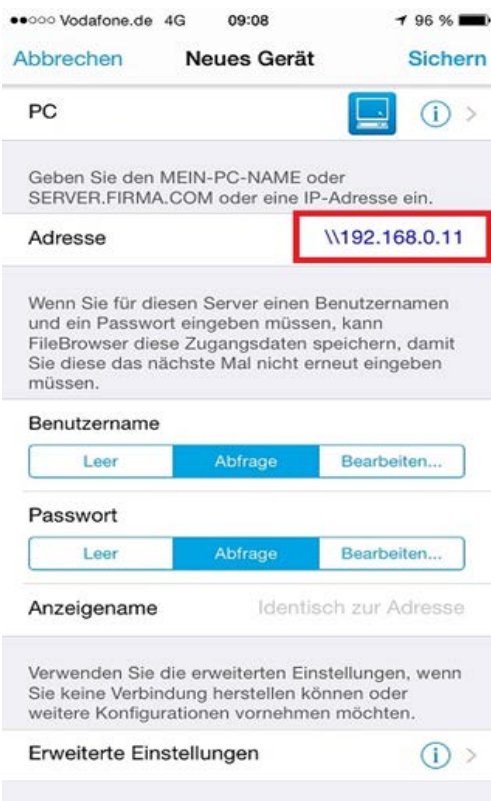 Vodafone.de 4G 09:08 96 %
Abbrechen Neues Gerät Sichern
PC
Geben Sie den MEIN-PC-NAME oder
SERVER.FIRMA.COM oder eine IP-Adresse ein.
Adresse \\192.168.0.11
Wenn Sie für diesen Server einen Benutzernamen
und ein Passwort eingeben müssen, kann
FileBrowser diese Zugangsdaten speichern, damit
Sie diese das nächste Mal nicht erneut eingeben
müssen.
Benutzername
Leer Abfrage Bearbeiten...
Passwort
Leer Abfrage Bearbeiten...
Anzeigename Identisch zur Adresse
Verwenden Sie die erweiterten Einstellungen, wenn
Sie keine Verbindung herstellen können oder
weitere Konfigurationen vornehmen möchten.
Erweiterte Einstellungen